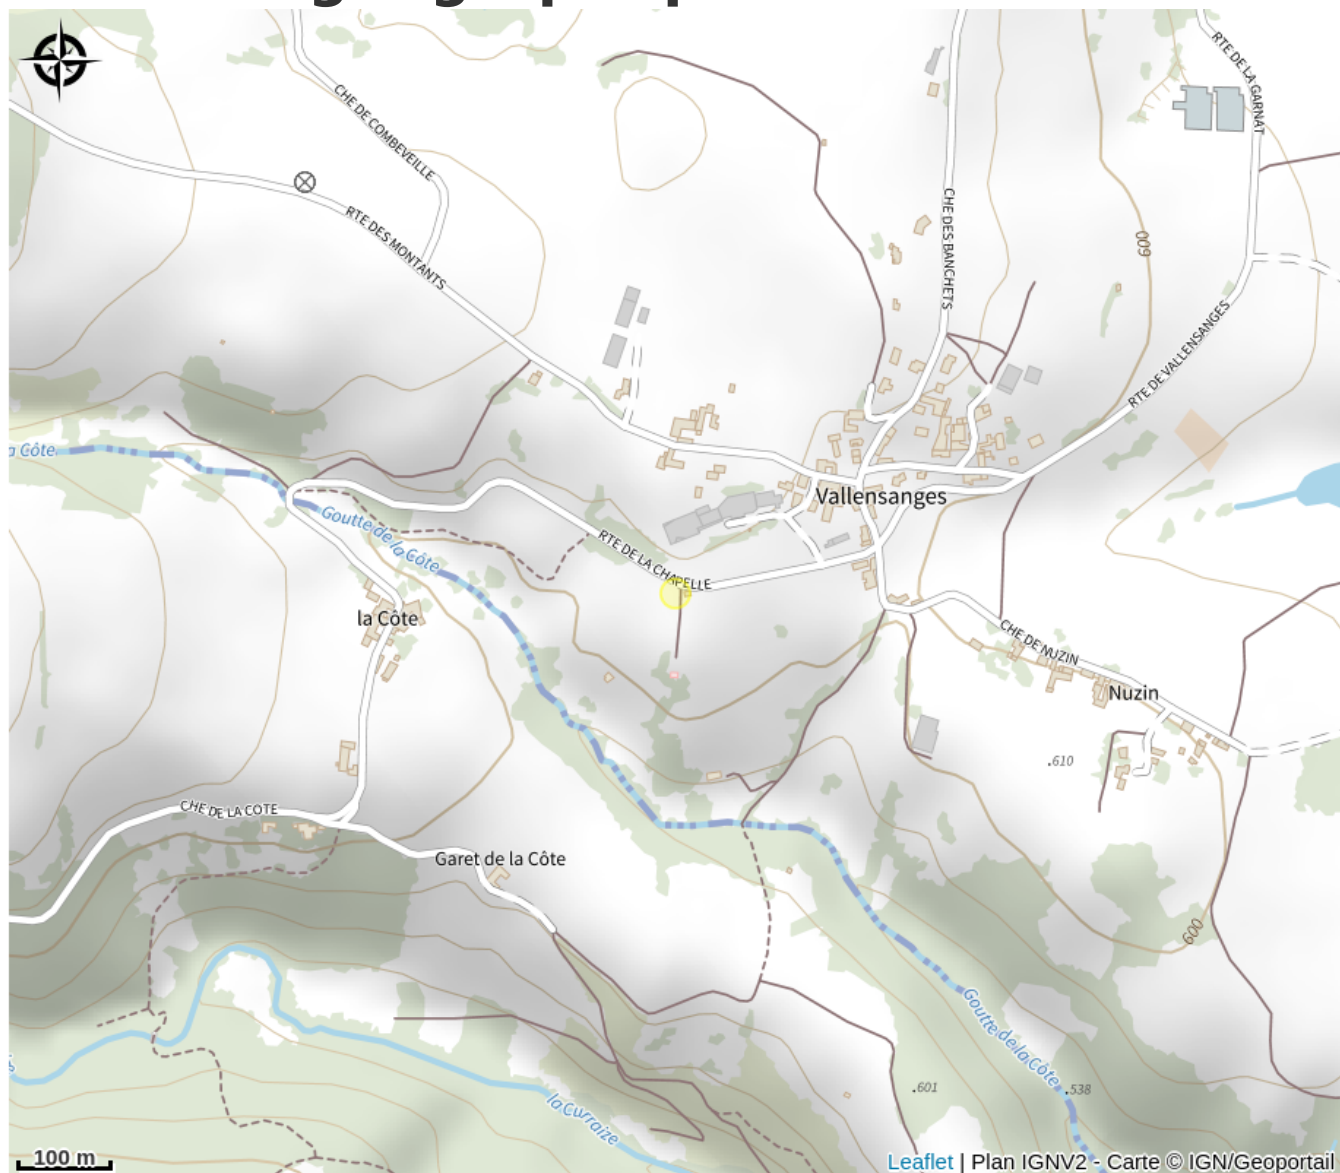 RTE DE LA GARNAT
CHE DE COMBEVEILLE
RTE DES MONTANTS
CHE DES BANCHETS
600
RTE DE VALLENSANGES
a Côte
Vallensanges
Goutte de la Côte
RTE DE LA CHAPELLE
la Côte
CHE DE NUZIN
Nuzin
.610
CHE DE LA COTE
Garet de la Côte
600
Goutte de la Côte
.601
.538
la Curraize
100 m
Leaflet | Plan IGNV2 - Carte © IGN/Geoportail